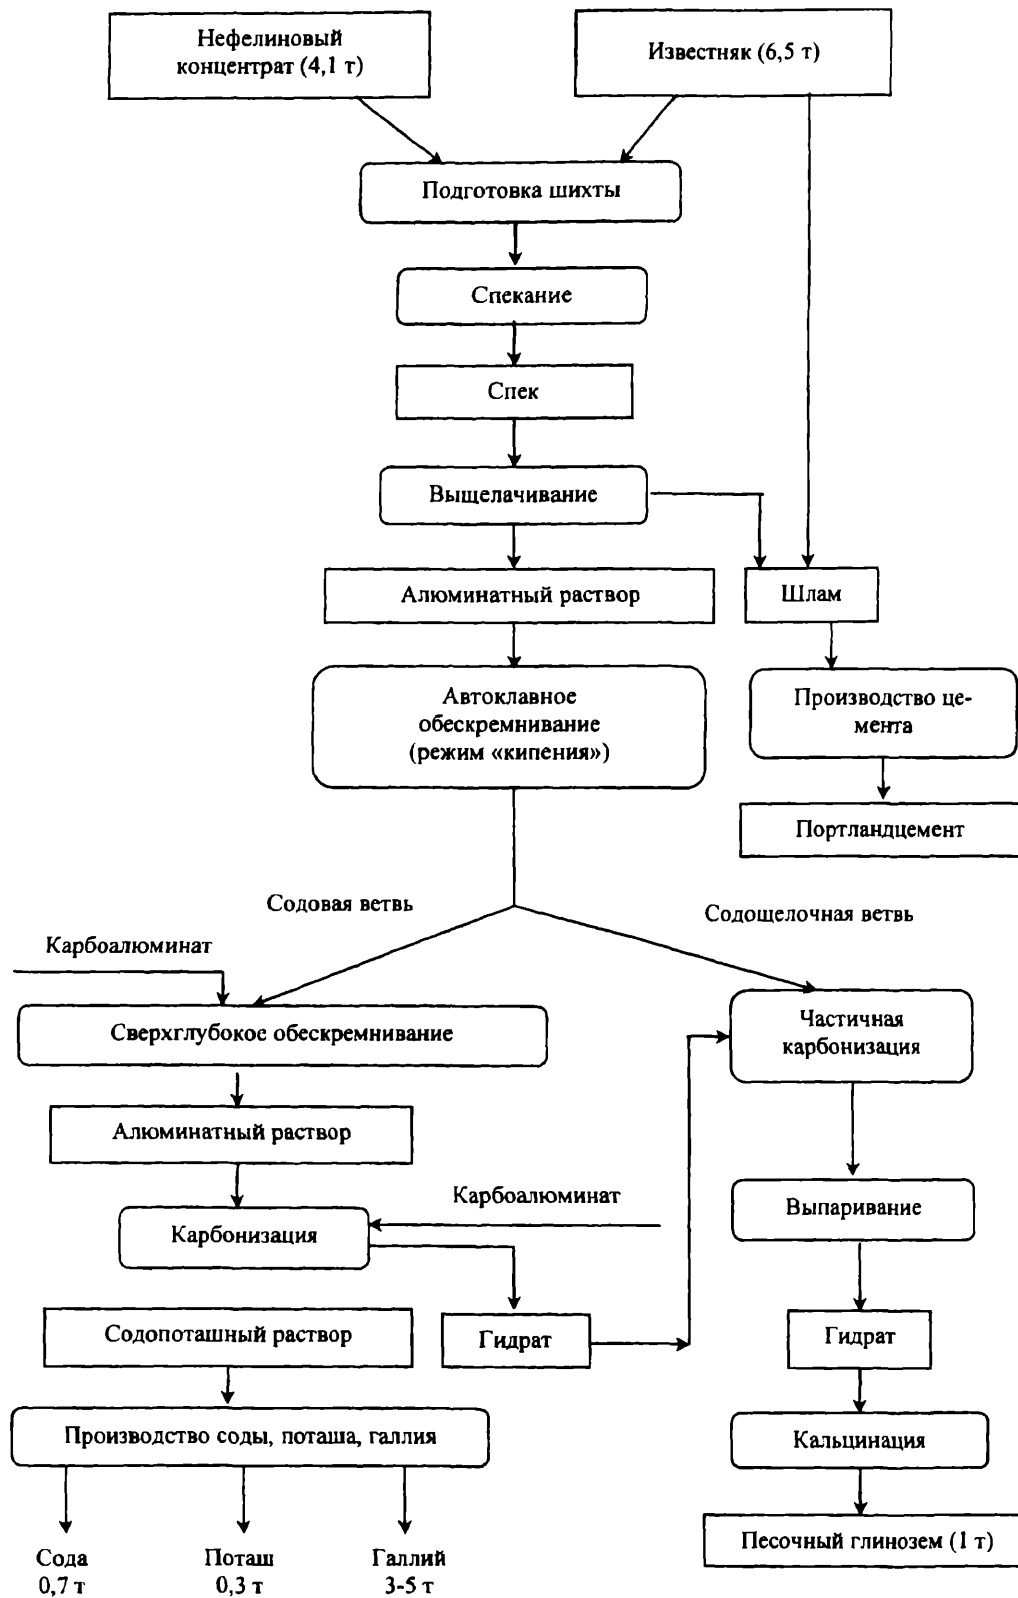 Нефелиновый
концентрат (4,1 т)
Известняк (6,5 т)
Подготовка шихты
Спекание
Спек
Выщелачивание
Алюминатный раствор
Шлам
Автоклавное
обескремнивание
(режим «кипения»)
Производство це-
мента
Портландцемент
Содовая ветвь
Содощелочная ветвь
Карбоалюминат
Сверхглубокое обескремнивание
Частичная
карбонизация
Алюминатный раствор
Карбоалюминат
Карбонизация
Выпаривание
Содопоташный раствор
Гидрат
Гидрат
Производство соды, поташа, галлия
Кальцинация
Песочный глинозем (1 т)
Сода
0,7 т
Поташ
0,3 т
Галлий
3-5 т